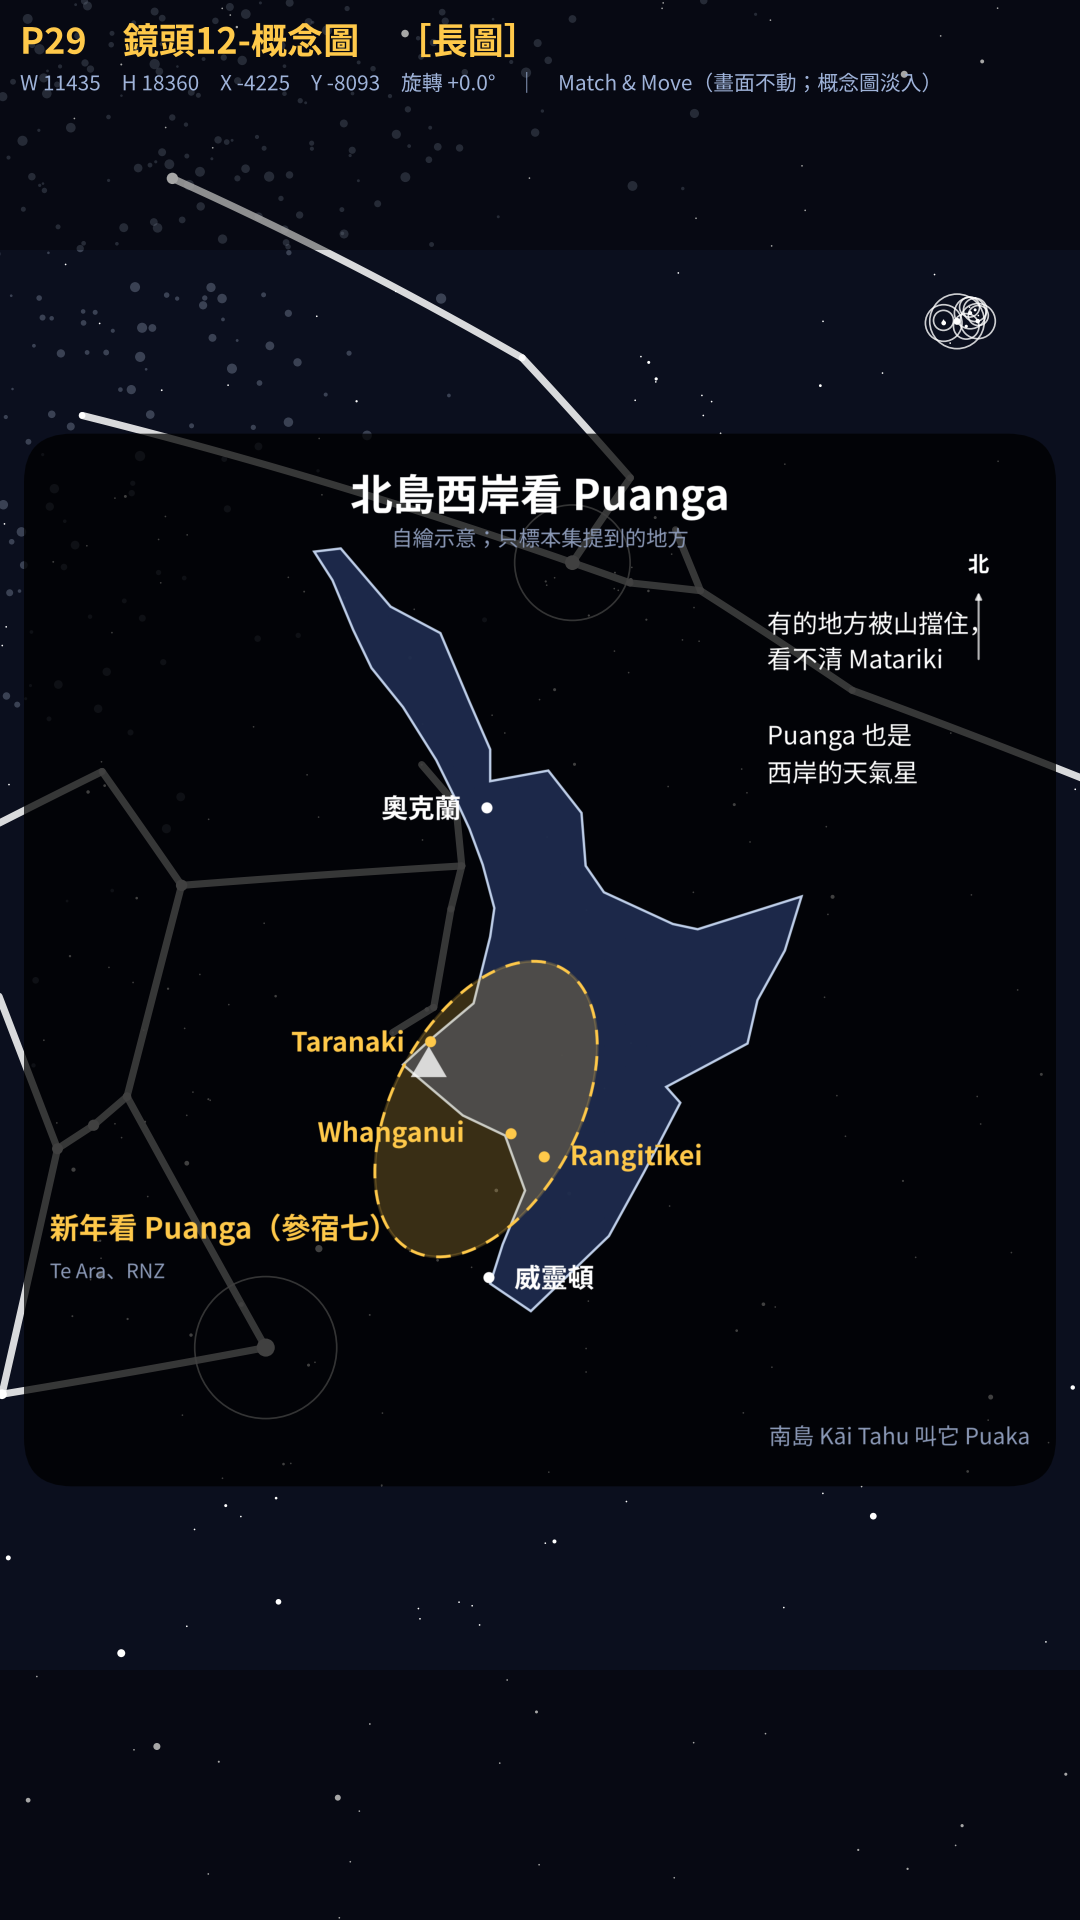 P29 鏡頭12-概念圖 [長圖]
W 11435 H 18360 X -4225 Y -8093 旋轉 +0.0° ｜ Match & Move（畫面不動；概念圖淡入）
北島西岸看 Puanga
自繪示意；只標本集提到的地方
北
有的地方被山擋住，
看不清 Matariki
Puanga 也是
西岸的天氣星
奧克蘭
Taranaki
Whanganui
Rangitīkei
新年看 Puanga（參宿七）
Te Ara、RNZ
威靈頓
南島 Kāi Tahu 叫它 Puaka